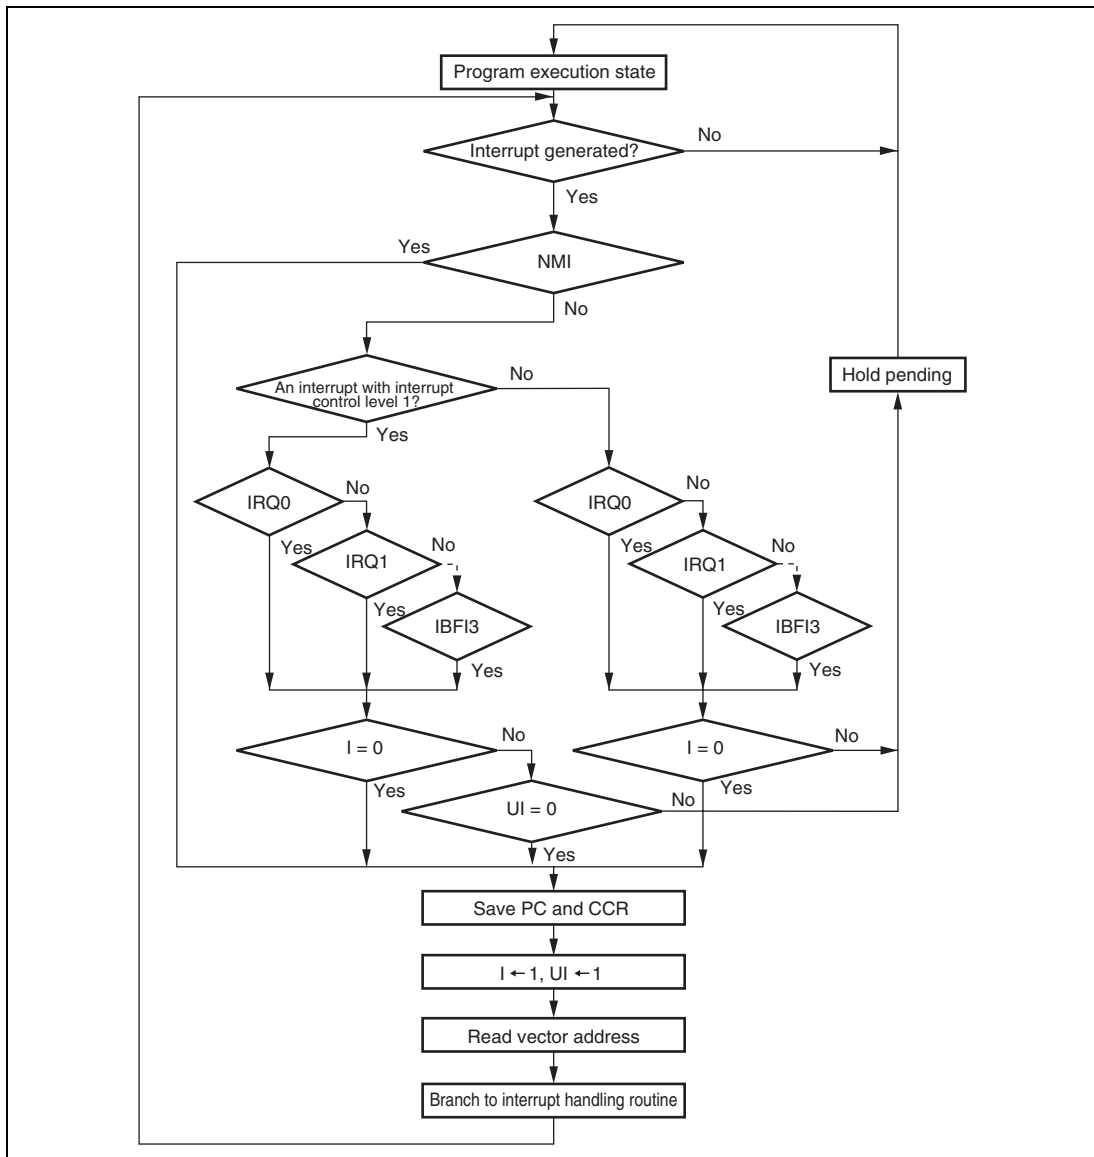 Program execution state
No
Interrupt generated?
Yes
Yes
NMI
No
An interrupt with interrupt
control level 1?
No
Hold pending
Yes
IRQ0
No
IRQ0
No
Yes
IRQ1
No
Yes
IRQ1
No
Yes
IBFI3
Yes
IBFI3
Yes
Yes
I = 0
No
I = 0
No
Yes
Yes
UI = 0
No
Yes
Save PC and CCR
I ← 1, UI ← 1
Read vector address
Branch to interrupt handling routine